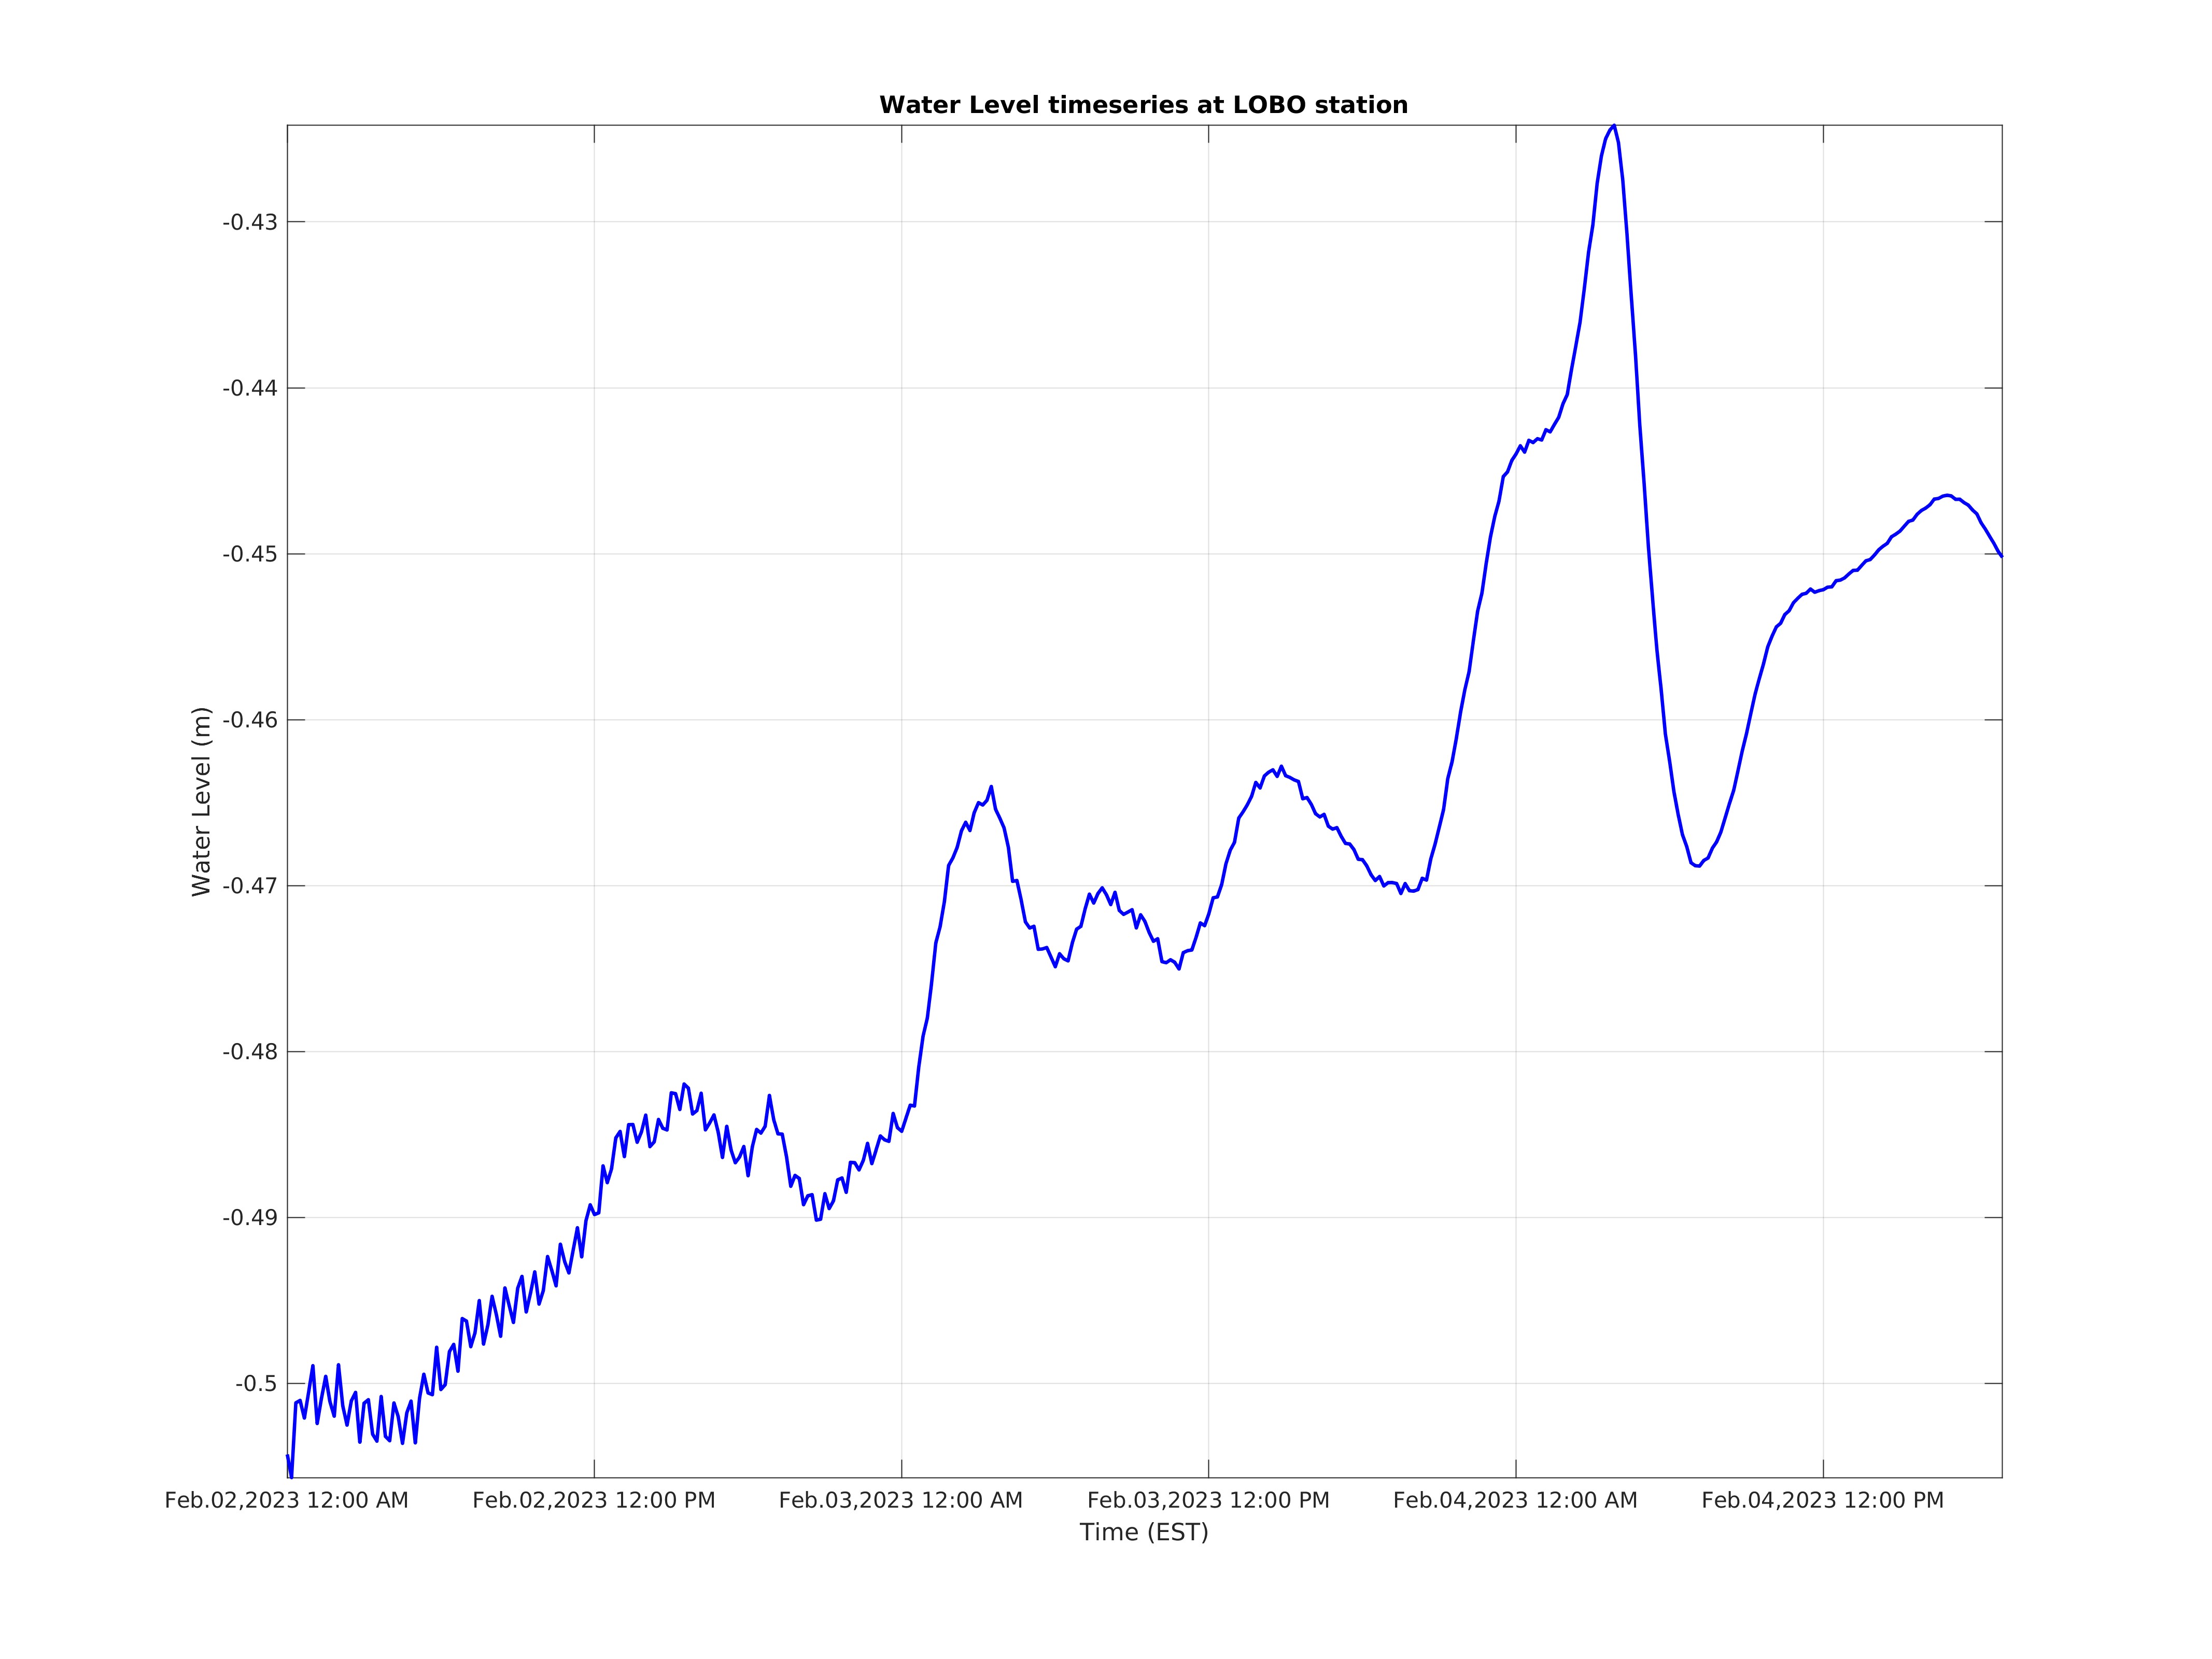 Water Level timeseries at LOBO station
-0.43
-0.44
-0.45
-0.46
-0.47
-0.48
-0.49
-0.5
Water Level (m)
Feb.02,2023 12:00 AM
Feb.02,2023 12:00 PM
Feb.03,2023 12:00 AM
Feb.03,2023 12:00 PM
Feb.04,2023 12:00 AM
Feb.04,2023 12:00 PM
Time (EST)